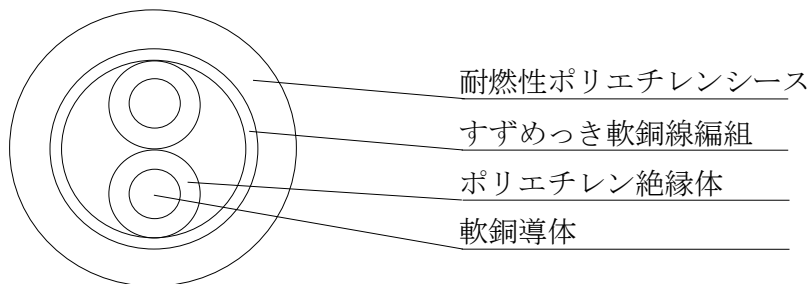 耐燃性ポリエチレンシース
すずめっき軟銅線編組
ポリエチレン絶縁体
軟銅導体